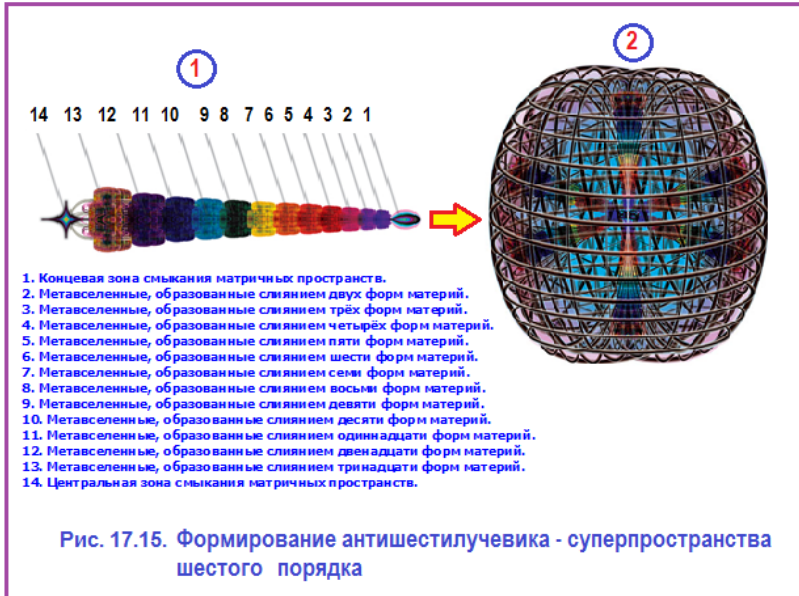 1
2
14 13 12 11 10 9 8 7 6 5 4 3 2 1
1. Концевая зона смыкания матричных пространств.
2. Метавселенные, образованные слиянием двух форм материй.
3. Метавселенные, образованные слиянием трёх форм материй.
4. Метавселенные, образованные слиянием четырёх форм материй.
5. Метавселенные, образованные слиянием пяти форм материй.
6. Метавселенные, образованные слиянием шести форм материй.
7. Метавселенные, образованные слиянием семи форм материй.
8. Метавселенные, образованные слиянием восьми форм материй.
9. Метавселенные, образованные слиянием девяти форм материй.
10. Метавселенные, образованные слиянием десяти форм материй.
11. Метавселенные, образованные слиянием одиннадцати форм материй.
12. Метавселенные, образованные слиянием двенадцати форм материй.
13. Метавселенные, образованные слиянием тринадцати форм материй.
14. Центральная зона смыкания матричных пространств.
Рис. 17.15. Формирование антишестилучевика - суперпространства
шестого порядка